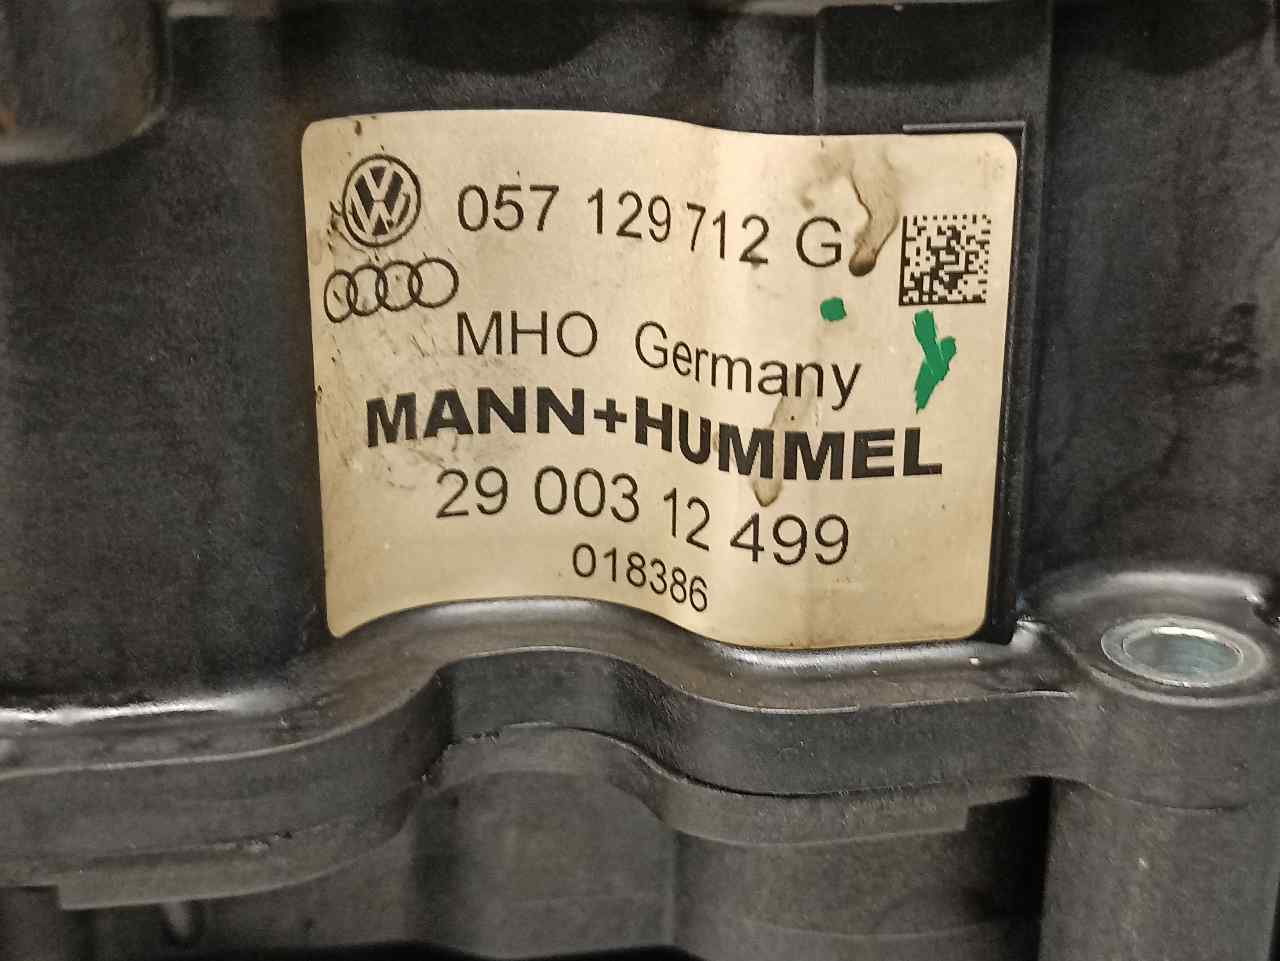 057 129 712 G
MHO Germany
MANN+HUMMEL
29 003 12 499
018386